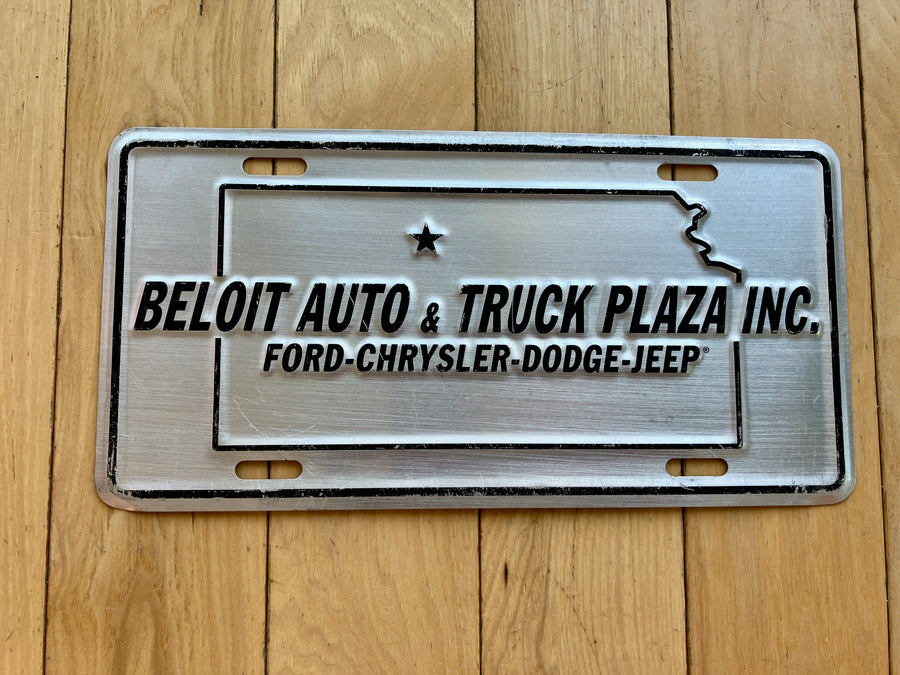 BELOIT AUTO & TRUCK PLAZA INC.
FORD-CHRYSLER-DODGE-JEEP®